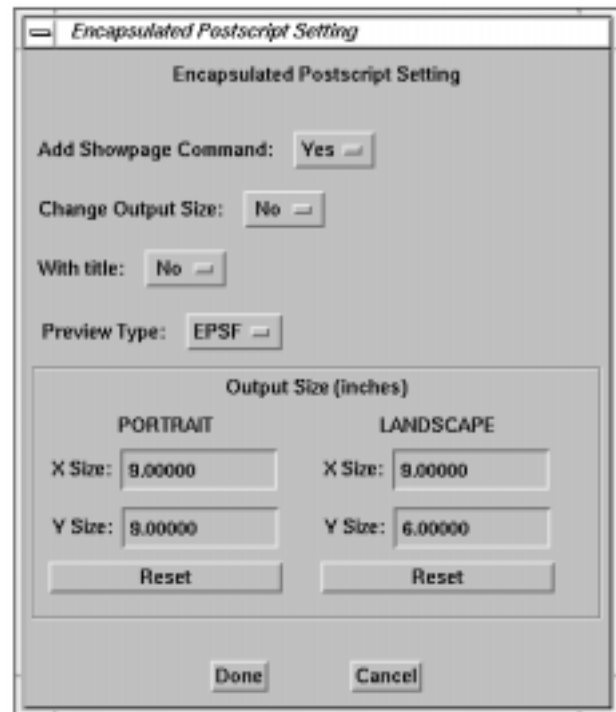 Encapsulated Postscript Setting
Encapsulated Postscript Setting
Add Showpage Command: Yes
Change Output Size: No
With title: No
Preview Type: EPSF
Output Size (inches)
PORTRAIT LANDSCAPE
X Size: 9.00000 X Size: 9.00000
Y Size: 9.00000 Y Size: 6.00000
Reset Reset
Done Cancel